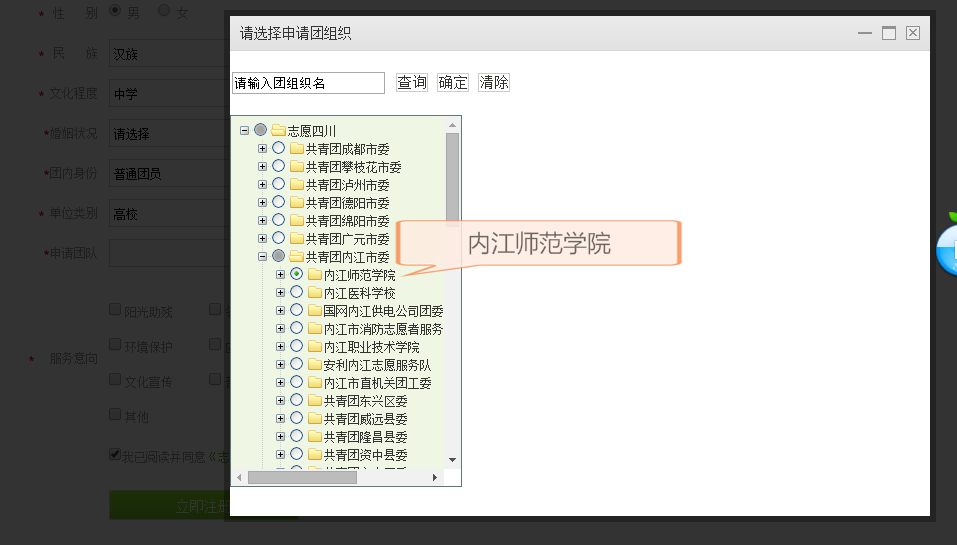 性 别 男 女
民 族 汉族
文化程度 中学
婚姻状况 请选择
团内身份 普通团员
单位类别 高校
申请团队
阳光助残
服务意向 环境保护
文化宣传
其他
我已阅读并同意《志
立即注册
请选择申请团组织
请输入团组织名 查询 确定 清除
志愿四川
共青团成都市委
共青团攀枝花市委
共青团泸州市委
共青团德阳市委
共青团绵阳市委
共青团广元市委
共青团内江市委
内江师范学院
内江师范学院
内江医科学校
国网内江供电公司团委
内江市消防志愿者服务
内江职业技术学院
安利内江志愿服务队
内江市直机关团工委
共青团东兴区委
共青团威远县委
共青团隆昌县委
共青团资中县委